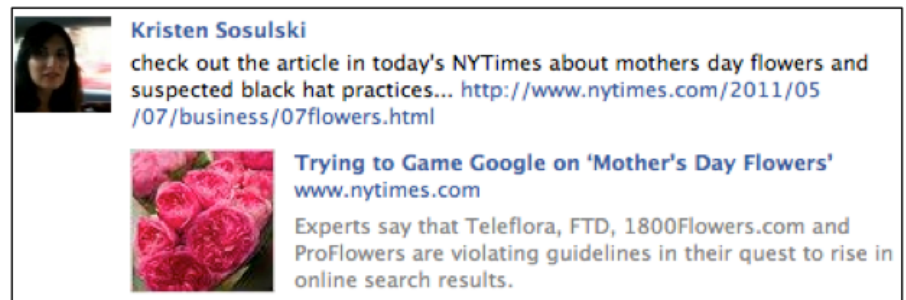 Kristen Sosulski
check out the article in today's NYTimes about mothers day flowers and
suspected black hat practices... http://www.nytimes.com/2011/05
/07/business/07flowers.html
Trying to Game Google on ‘Mother's Day Flowers’
www.nytimes.com
Experts say that Teleflora, FTD, 1800Flowers.com and
ProFlowers are violating guidelines in their quest to rise in
online search results.